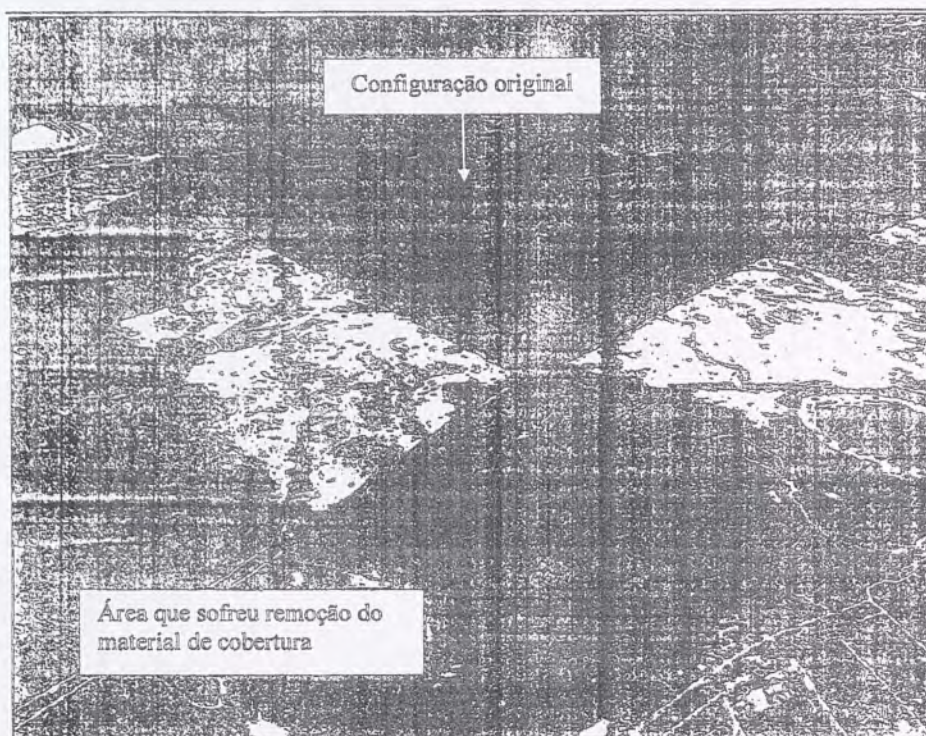 Configuração original
Área que sofreu remoção do
material de cobertura